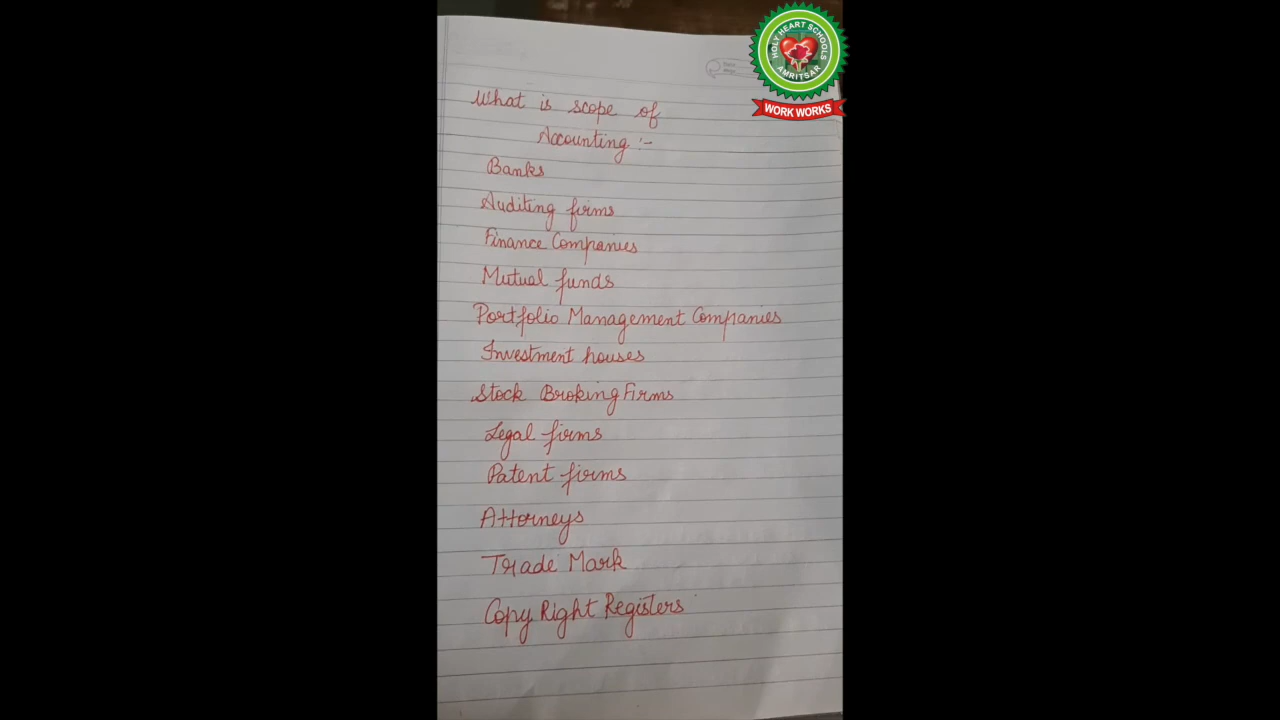 HOLY HEART SCHOOLS
AMRITSAR
WORK WORKS
What is scope of
Accounting :-
Banks
Auditing firms
Finance Companies
Mutual funds
Portfolio Management Companies
Investment houses
Stock Broking Firms
Legal firms
Patent firms
Attorneys
Trade Mark
Copy Right Registers